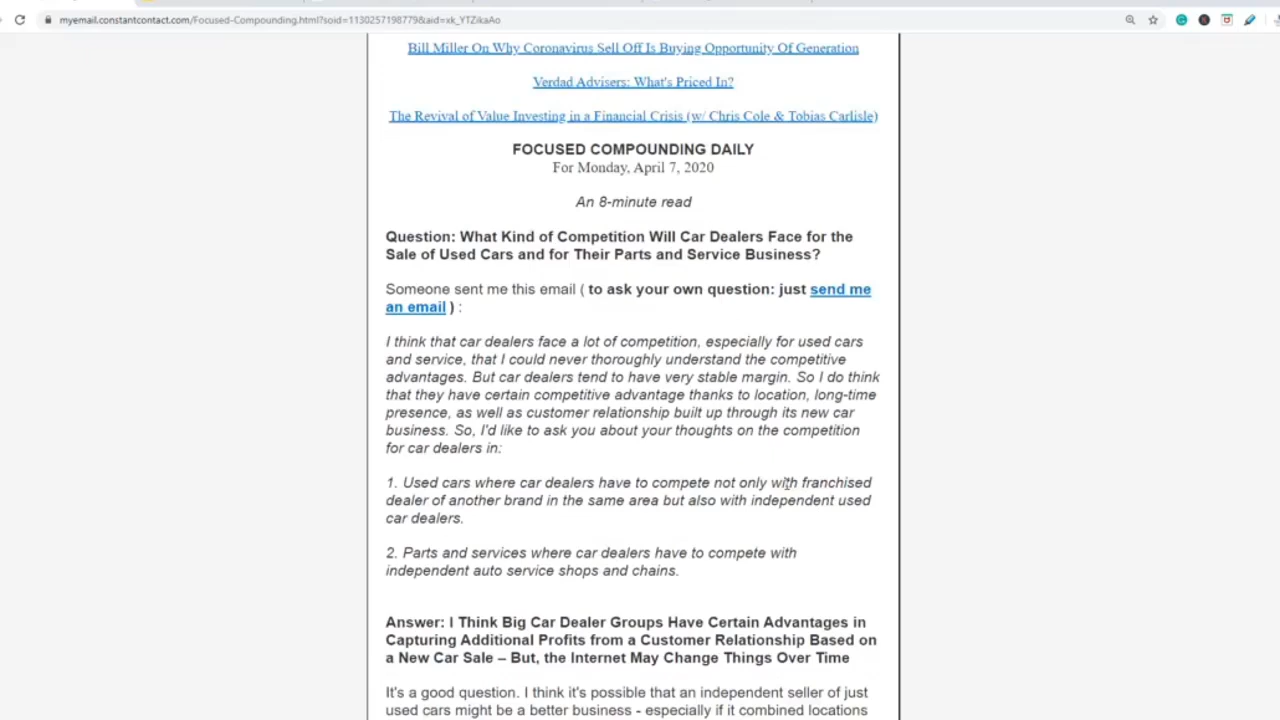 myemail.constantcontact.com/Focused-Compounding.html?soid=1130257198779&aid=xk_YTZikaAo
Bill Miller On Why Coronavirus Sell Off Is Buying Opportunity Of Generation
Verdad Advisers: What's Priced In?
The Revival of Value Investing in a Financial Crisis (w/ Chris Cole & Tobias Carlisle)
FOCUSED COMPOUNDING DAILY
For Monday, April 7, 2020
An 8-minute read
Question: What Kind of Competition Will Car Dealers Face for the
Sale of Used Cars and for Their Parts and Service Business?
Someone sent me this email ( to ask your own question: just send me
an email ) :
I think that car dealers face a lot of competition, especially for used cars
and service, that I could never thoroughly understand the competitive
advantages. But car dealers tend to have very stable margin. So I do think
that they have certain competitive advantage thanks to location, long-time
presence, as well as customer relationship built up through its new car
business. So, I'd like to ask you about your thoughts on the competition
for car dealers in:
1. Used cars where car dealers have to compete not only with franchised
dealer of another brand in the same area but also with independent used
car dealers.
2. Parts and services where car dealers have to compete with
independent auto service shops and chains.
Answer: I Think Big Car Dealer Groups Have Certain Advantages in
Capturing Additional Profits from a Customer Relationship Based on
a New Car Sale – But, the Internet May Change Things Over Time
It's a good question. I think it's possible that an independent seller of just
used cars might be a better business - especially if it combined locations